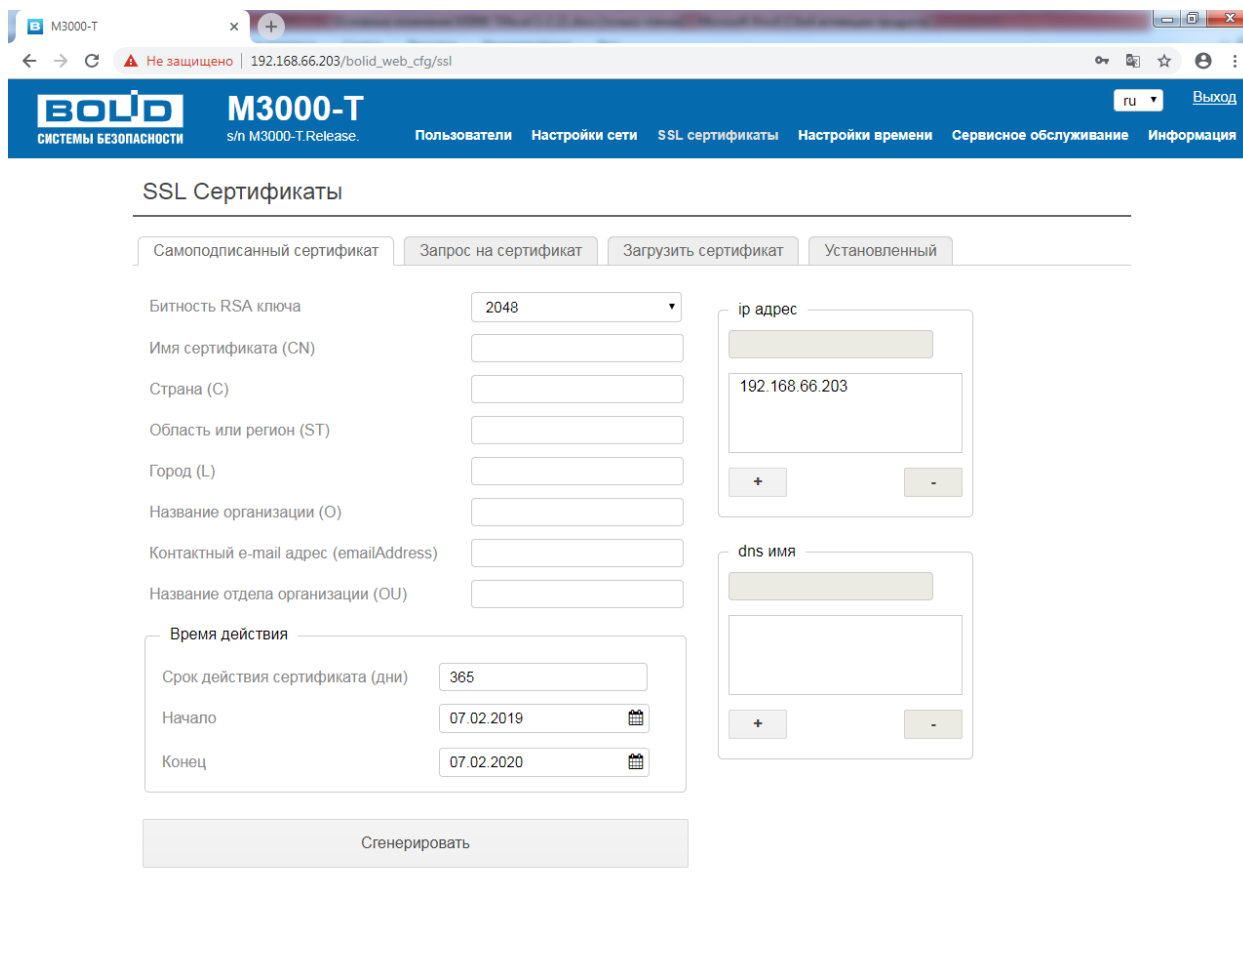 M3000-T
Не защищено
192.168.66.203/bolid_web_cfg/ssl
BOLID
СИСТЕМЫ БЕЗОПАСНОСТИ
M3000-T
s/n M3000-T.Release.
ru
Выход
Пользователи Настройки сети SSL сертификаты Настройки времени Сервисное обслуживание Информация
SSL Сертификаты
Самоподписанный сертификат Запрос на сертификат Загрузить сертификат Установленный
Битность RSA ключа 2048
Имя сертификата (CN)
Страна (C)
Область или регион (ST)
Город (L)
Название организации (O)
Контактный e-mail адрес (emailAddress)
Название отдела организации (OU)
Время действия
Срок действия сертификата (дни) 365
Начало 07.02.2019
Конец 07.02.2020
Сгенерировать
ip адрес
192.168.66.203
+ -
dns имя
+ -